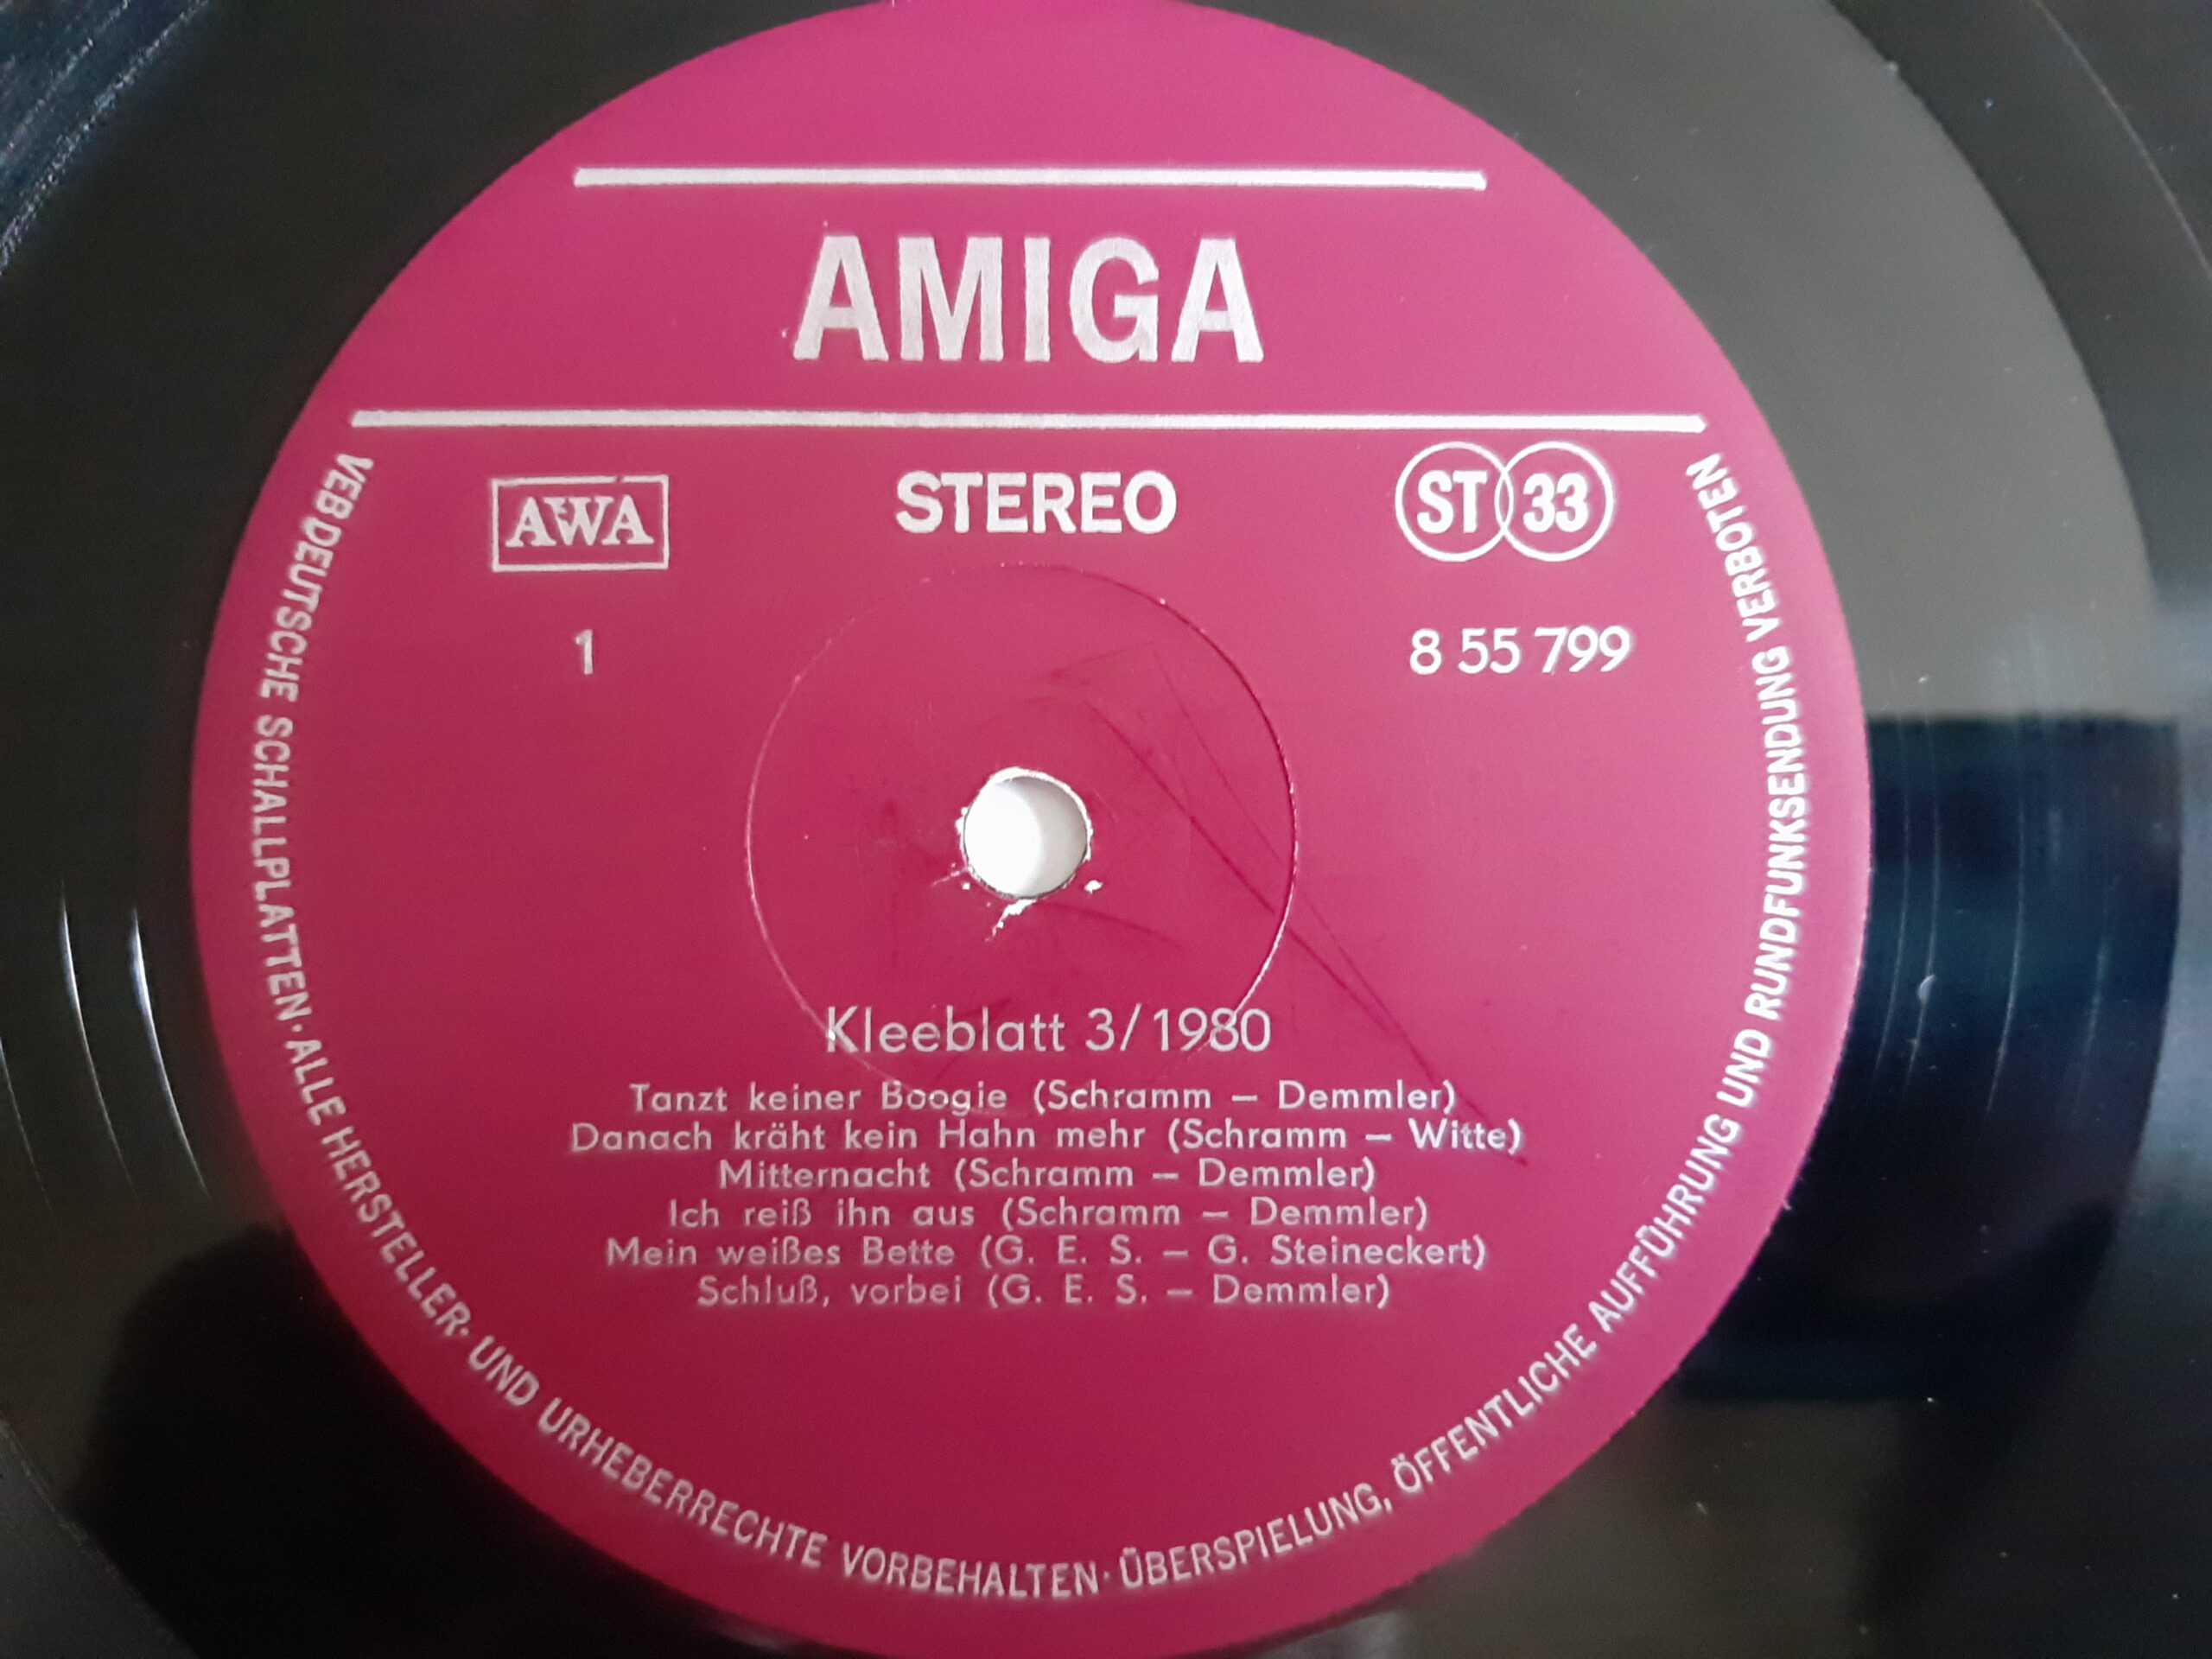 AMIGA
AWA
STEREO
ST 33
1
8 55 799
Kleeblatt 3/1980
Tanzt keiner Boogie (Schramm – Demmler)
Danach kräht kein Hahn mehr (Schramm – Witte)
Mitternacht (Schramm – Demmler)
Ich reiß ihn aus (Schramm – Demmler)
Mein weißes Bette (G. E. S. – G. Steineckert)
Schluß, vorbei (G. E. S. – Demmler)
VEB DEUTSCHE SCHALLPLATTEN · ALLE HERSTELLER· UND URHEBERRECHTE VORBEHALTEN · ÜBERSPIELUNG, ÖFFENTLICHE AUFFÜHRUNG UND RUNDFUNKSENDUNG VERBOTEN